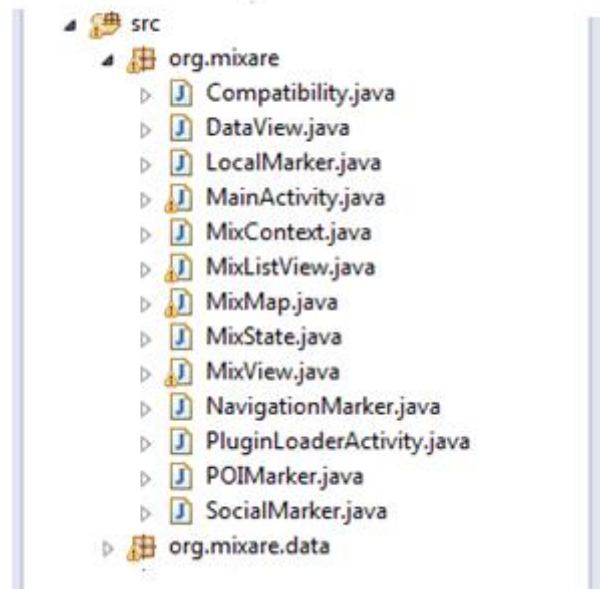 src
org.mixare
Compatibility.java
DataView.java
LocalMarker.java
MainActivity.java
MixContext.java
MixListView.java
MixMap.java
MixState.java
MixView.java
NavigationMarker.java
PluginLoaderActivity.java
POIMarker.java
SocialMarker.java
org.mixare.data